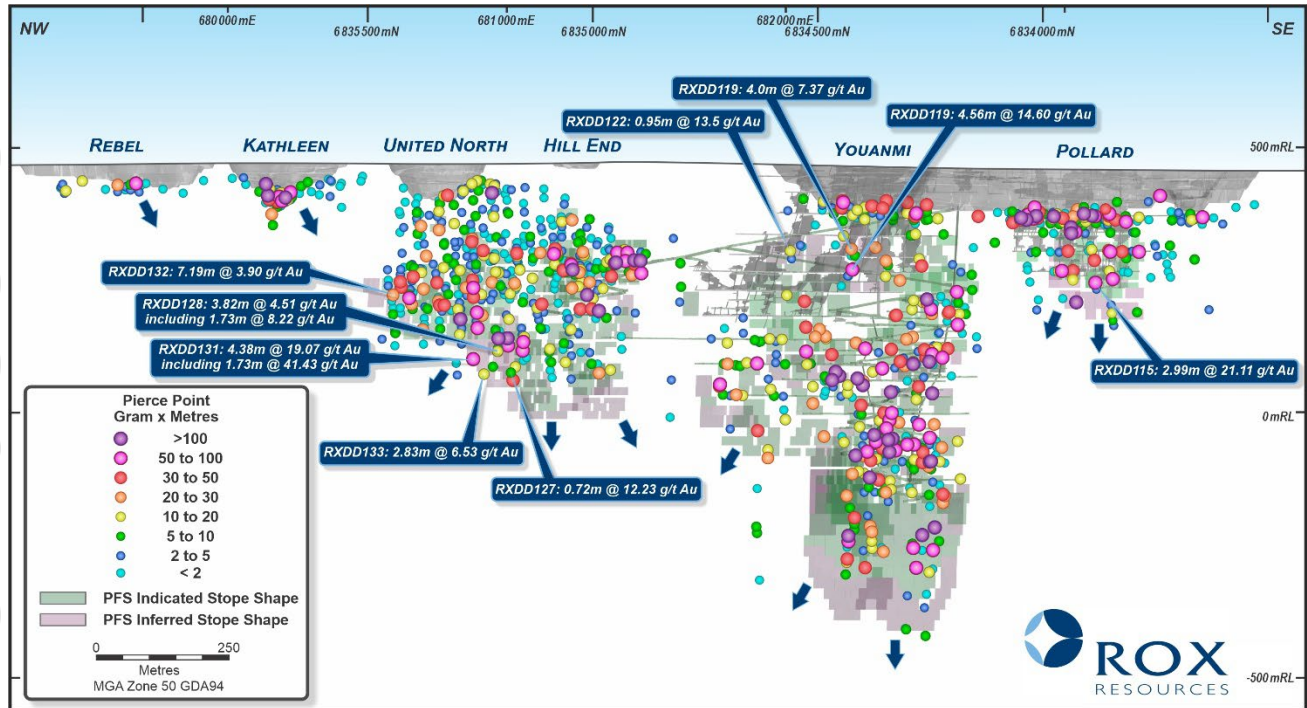 NW
680 000 mE
6 835 500 mN
681 000 mE
6 835 000 mN
682 000 mE
6 834 500 mN
6 834 000 mN
SE
RXDD119: 4.0m @ 7.37 g/t Au
RXDD122: 0.95m @ 13.5 g/t Au
RXDD119: 4.56m @ 14.60 g/t Au
500 mRL
REBEL
KATHLEEN
UNITED NORTH
HILL END
YOUANMI
POLLARD
RXDD132: 7.19m @ 3.90 g/t Au
RXDD128: 3.82m @ 4.51 g/t Au
including 1.73m @ 8.22 g/t Au
RXDD131: 4.38m @ 19.07 g/t Au
including 1.73m @ 41.43 g/t Au
RXDD115: 2.99m @ 21.11 g/t Au
0 mRL
RXDD133: 2.83m @ 6.53 g/t Au
RXDD127: 0.72m @ 12.23 g/t Au
Pierce Point
Gram x Metres
>100
50 to 100
30 to 50
20 to 30
10 to 20
5 to 10
2 to 5
< 2
PFS Indicated Stope Shape
PFS Inferred Stope Shape
0 250
Metres
MGA Zone 50 GDA94
ROX
RESOURCES
-500 mRL